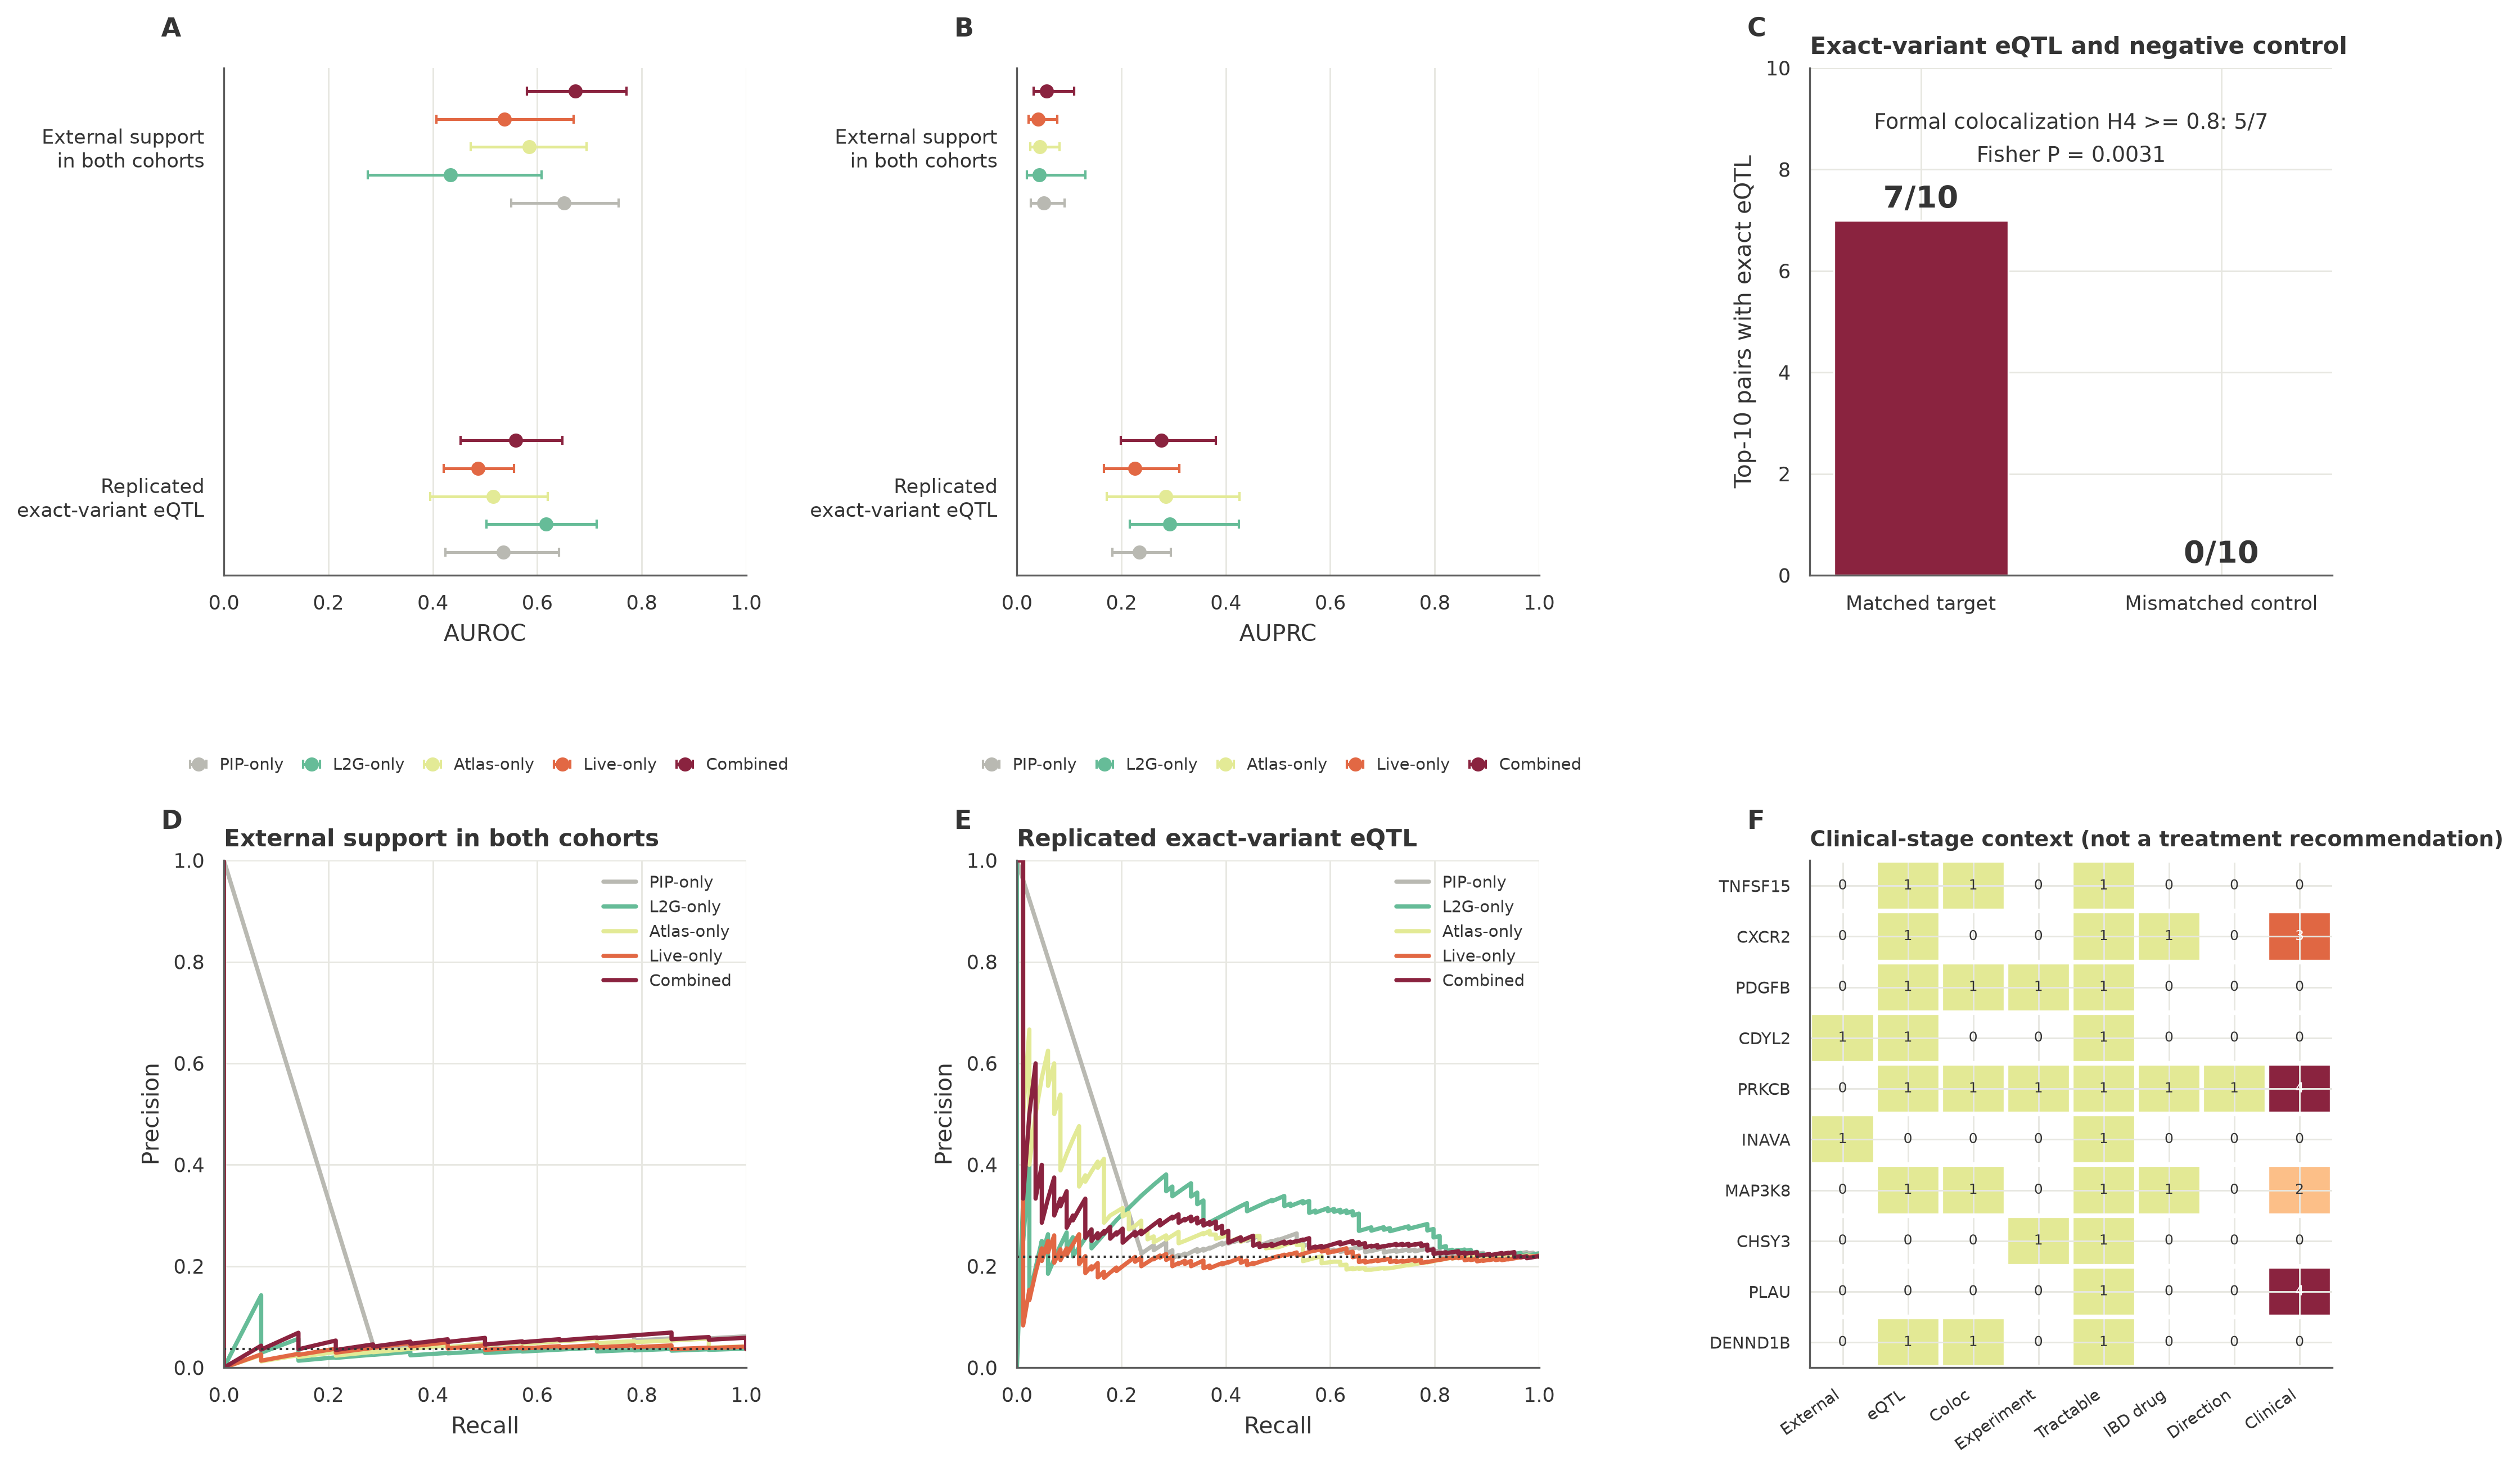 A
External support
in both cohorts
Replicated
exact-variant eQTL
0.0 0.2 0.4 0.6 0.8 1.0
AUROC
PIP-only L2G-only Atlas-only Live-only Combined
B
External support
in both cohorts
Replicated
exact-variant eQTL
0.0 0.2 0.4 0.6 0.8 1.0
AUPRC
PIP-only L2G-only Atlas-only Live-only Combined
C
Exact-variant eQTL and negative control
Top-10 pairs with exact eQTL
10
8
6
4
2
0
Formal colocalization H4 >= 0.8: 5/7
Fisher P = 0.0031
7/10
0/10
Matched target Mismatched control
D
External support in both cohorts
Precision
1.0
0.8
0.6
0.4
0.2
0.0
PIP-only
L2G-only
Atlas-only
Live-only
Combined
0.0 0.2 0.4 0.6 0.8 1.0
Recall
E
Replicated exact-variant eQTL
Precision
1.0
0.8
0.6
0.4
0.2
0.0
PIP-only
L2G-only
Atlas-only
Live-only
Combined
0.0 0.2 0.4 0.6 0.8 1.0
Recall
F
Clinical-stage context (not a treatment recommendation)
TNFSF15 0 1 1 0 1 0 0 0
CXCR2 0 1 0 0 1 1 0 3
PDGFB 0 1 1 1 1 0 0 0
CDYL2 1 1 0 0 1 0 0 0
PRKCB 0 1 1 1 1 1 1 4
INAVA 1 0 0 0 1 0 0 0
MAP3K8 0 1 1 0 1 1 0 2
CHSY3 0 0 0 1 1 0 0 0
PLAU 0 0 0 0 1 0 0 4
DENND1B 0 1 1 0 1 0 0 0
External eQTL Coloc Experiment Tractable IBD drug Direction Clinical